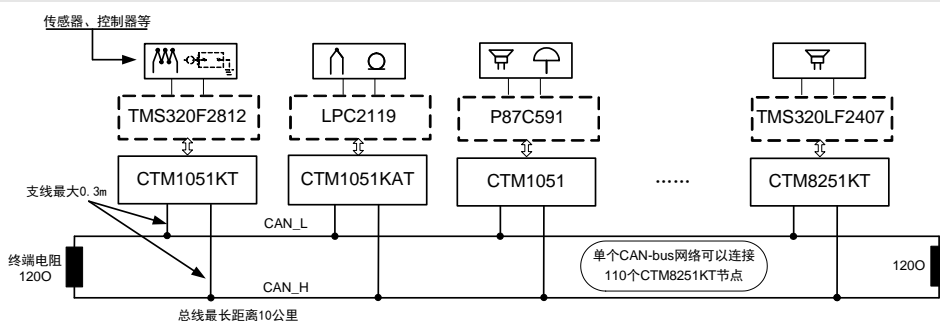 传感器、控制器等
TMS320F2812
LPC2119
P87C591
TMS320LF2407
CTM1051KT
CTM1051KAT
CTM1051
……
CTM8251KT
支线最大0.3m
CAN_L
终端电阻
120O
单个CAN-bus网络可以连接
110个CTM8251KT节点
120O
CAN_H
总线最长距离10公里